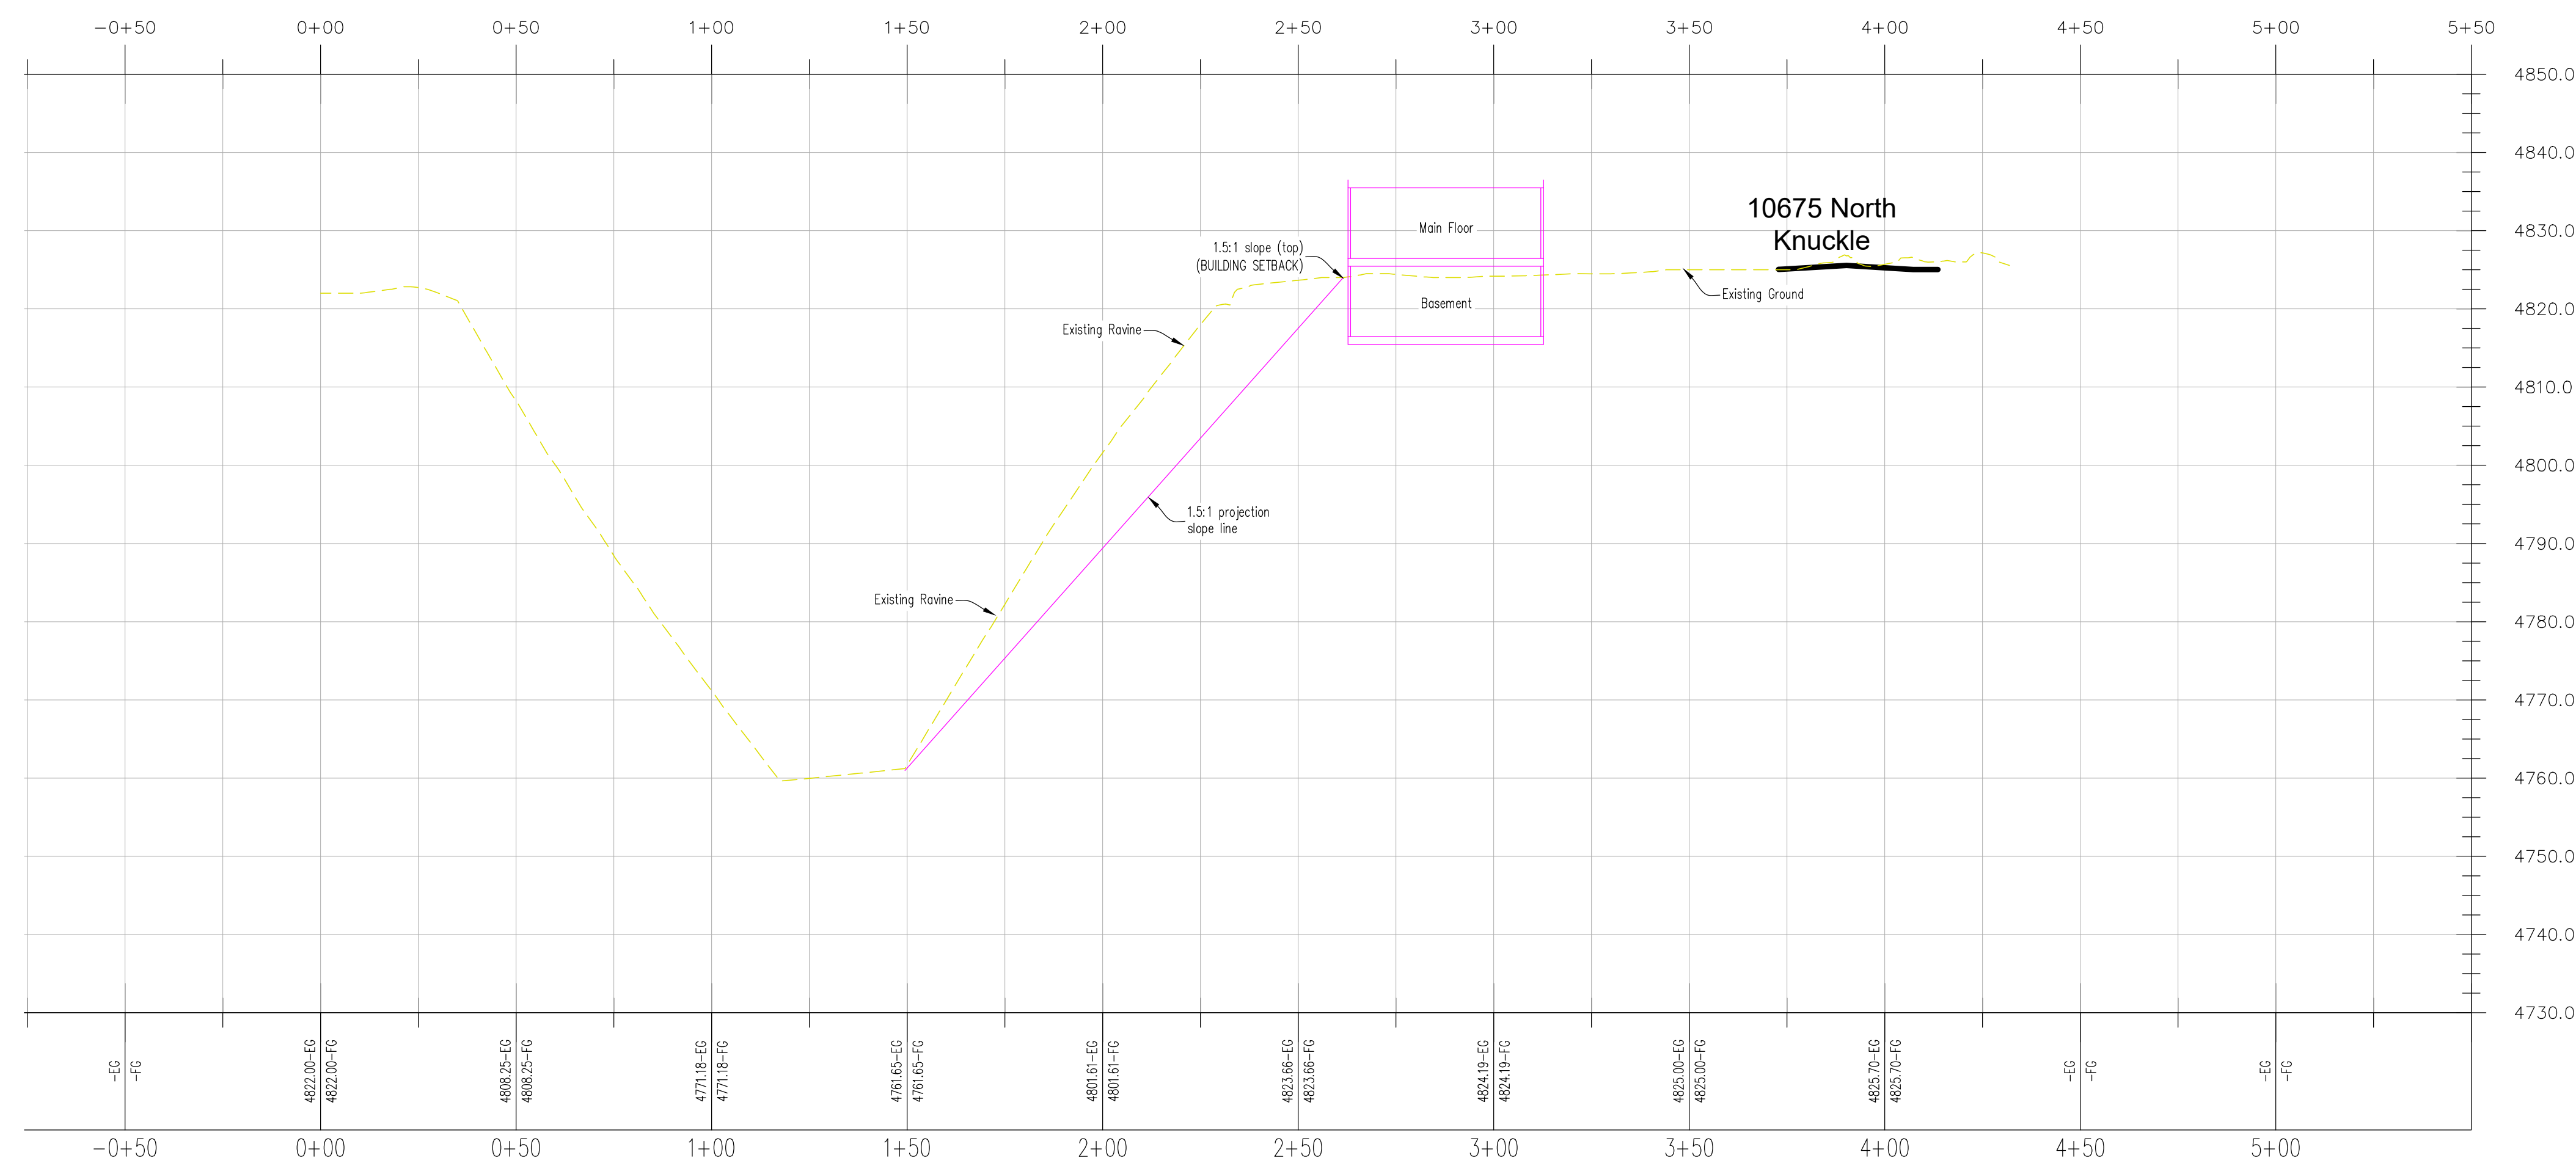 -0+50 0+00 0+50 1+00 1+50 2+00 2+50 3+00 3+50 4+00 4+50 5+00 5+50
4850.0
4840.0
4830.0
4820.0
4810.0
4800.0
4790.0
4780.0
4770.0
4760.0
4750.0
4740.0
4730.0
10675 North
Knuckle
Main Floor
1.5:1 slope (top)
(BUILDING SETBACK)
Basement
Existing Ground
Existing Ravine
1.5:1 projection
slope line
Existing Ravine
-EG
-FG
4822.00-EG
4822.00-FG
4808.25-EG
4808.25-FG
4771.18-EG
4771.18-FG
4761.65-EG
4761.65-FG
4801.61-EG
4801.61-FG
4823.66-EG
4823.66-FG
4824.19-EG
4824.19-FG
4825.00-EG
4825.00-FG
4825.70-EG
4825.70-FG
-EG
-FG
-EG
-FG
-0+50 0+00 0+50 1+00 1+50 2+00 2+50 3+00 3+50 4+00 4+50 5+00